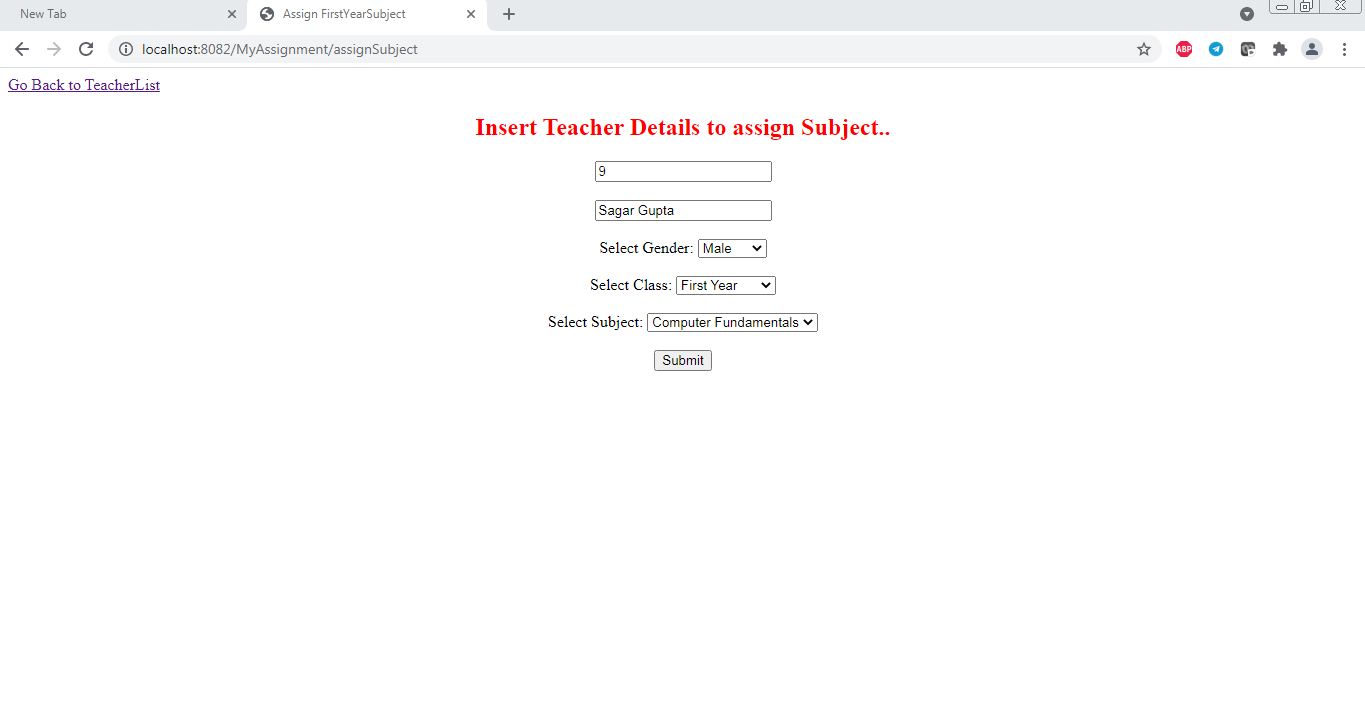 New Tab
Assign FirstYearSubject
localhost:8082/MyAssignment/assignSubject
ABP
Go Back to TeacherList
Insert Teacher Details to assign Subject..
9
Sagar Gupta
Select Gender: Male
Select Class: First Year
Select Subject: Computer Fundamentals
Submit